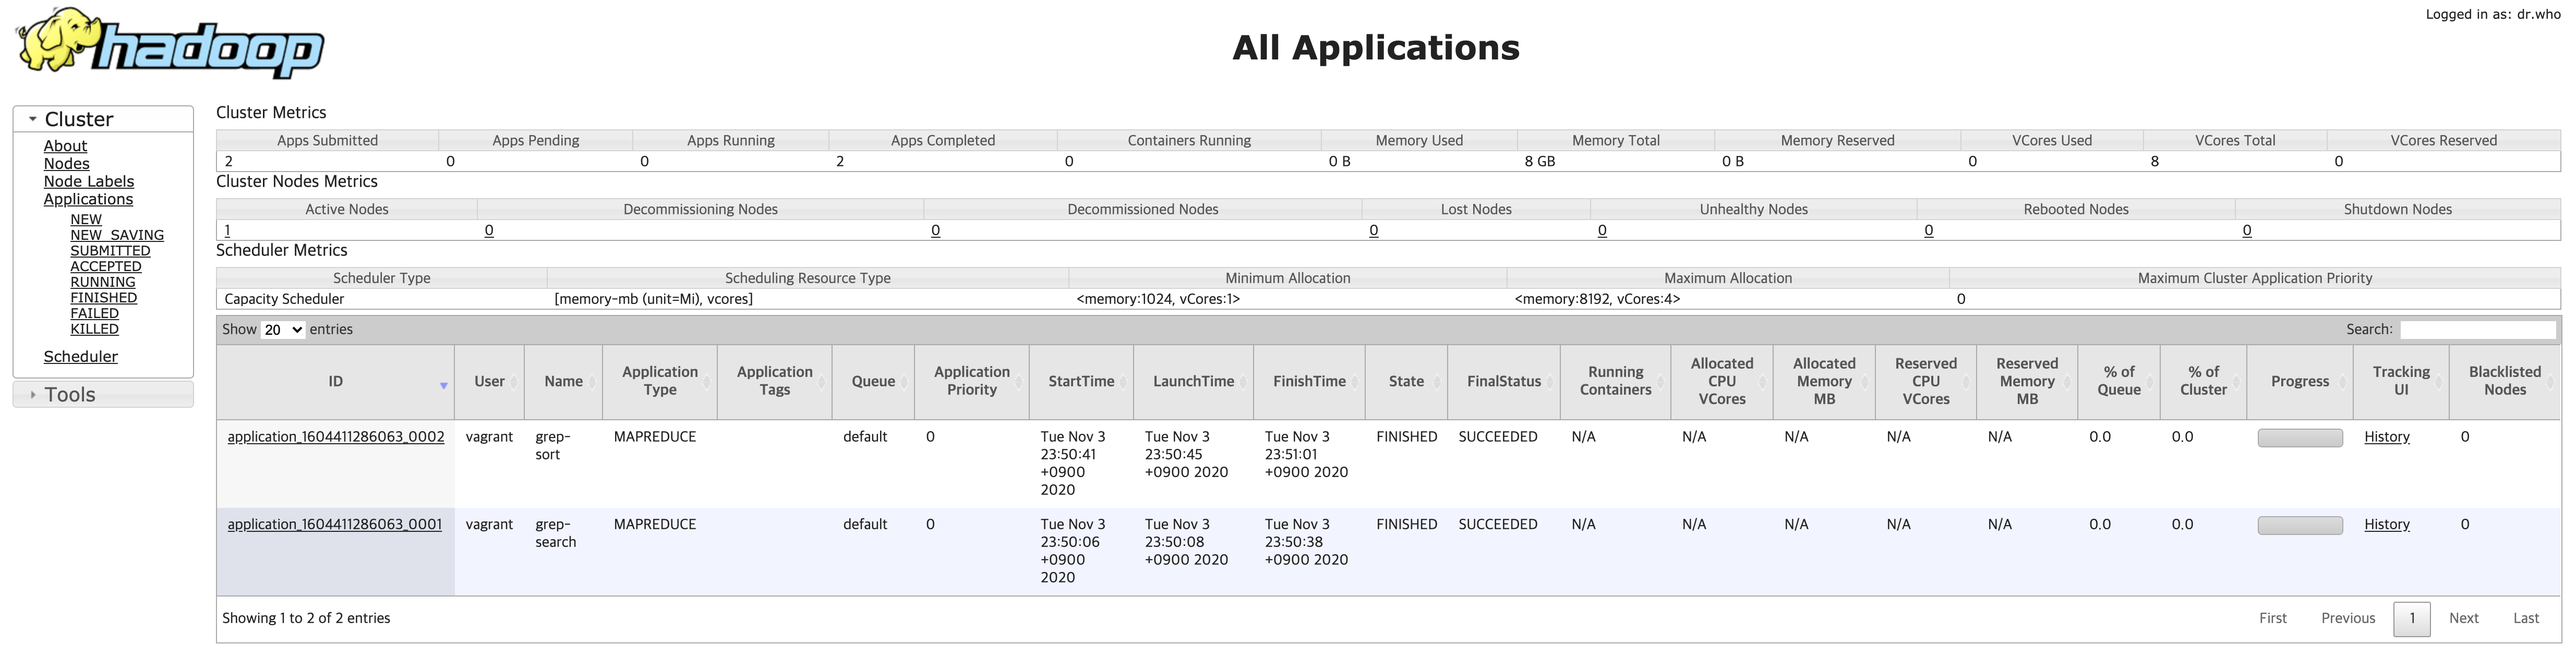 hadoop
All Applications
Logged in as: dr.who
Cluster
About
Nodes
Node Labels
Applications
NEW
NEW_SAVING
SUBMITTED
ACCEPTED
RUNNING
FINISHED
FAILED
KILLED
Scheduler
Tools
Cluster Metrics
Apps Submitted Apps Pending Apps Running Apps Completed Containers Running Memory Used Memory Total Memory Reserved VCores Used VCores Total VCores Reserved
2 0 0 2 0 0 B 8 GB 0 B 0 8 0
Cluster Nodes Metrics
Active Nodes Decommissioning Nodes Decommissioned Nodes Lost Nodes Unhealthy Nodes Rebooted Nodes Shutdown Nodes
1 0 0 0 0 0 0
Scheduler Metrics
Scheduler Type Scheduling Resource Type Minimum Allocation Maximum Allocation Maximum Cluster Application Priority
Capacity Scheduler [memory-mb (unit=Mi), vcores] <memory:1024, vCores:1> <memory:8192, vCores:4> 0
Show 20 entries Search:
ID User Name Application Type Application Tags Queue Application Priority StartTime LaunchTime FinishTime State FinalStatus Running Containers Allocated CPU VCores Allocated Memory MB Reserved CPU VCores Reserved Memory MB % of Queue % of Cluster Progress Tracking UI Blacklisted Nodes
application_1604411286063_0002 vagrant grep-sort MAPREDUCE default 0 Tue Nov 3 23:50:41 +0900 2020 Tue Nov 3 23:50:45 +0900 2020 Tue Nov 3 23:51:01 +0900 2020 FINISHED SUCCEEDED N/A N/A N/A N/A N/A 0.0 0.0 History 0
application_1604411286063_0001 vagrant grep-search MAPREDUCE default 0 Tue Nov 3 23:50:06 +0900 2020 Tue Nov 3 23:50:08 +0900 2020 Tue Nov 3 23:50:38 +0900 2020 FINISHED SUCCEEDED N/A N/A N/A N/A N/A 0.0 0.0 History 0
Showing 1 to 2 of 2 entries First Previous 1 Next Last